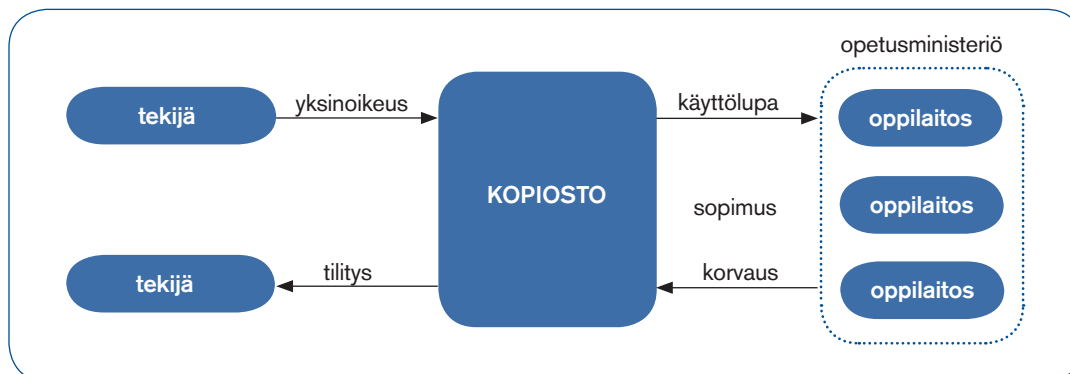 opetusministeriö
tekijä
yksinoikeus
KOPIOSTO
käyttölupa
oppilaitos
sopimus
oppilaitos
tekijä
tilitys
korvaus
oppilaitos